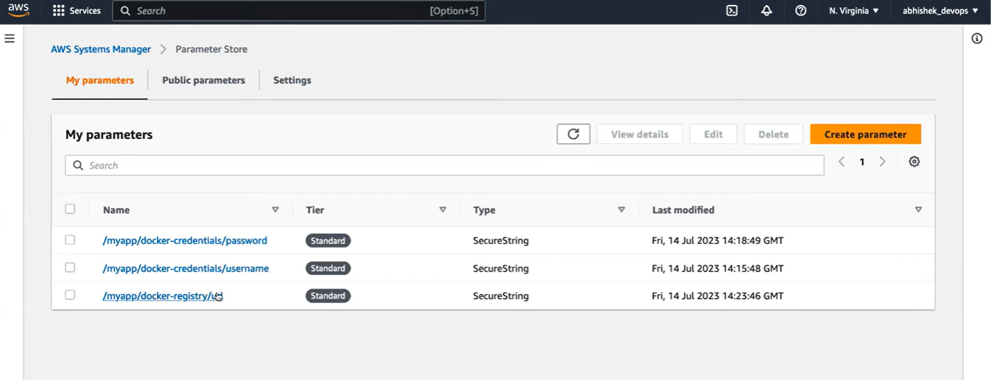 aws Services Search [Option+S] N. Virginia abhishek_devops
AWS Systems Manager Parameter Store
My parameters Public parameters Settings
My parameters View details Edit Delete Create parameter
Search 1
Name Tier Type Last modified
/myapp/docker-credentials/password Standard SecureString Fri, 14 Jul 2023 14:18:49 GMT
/myapp/docker-credentials/username Standard SecureString Fri, 14 Jul 2023 14:15:48 GMT
/myapp/docker-registry/ Standard SecureString Fri, 14 Jul 2023 14:23:46 GMT